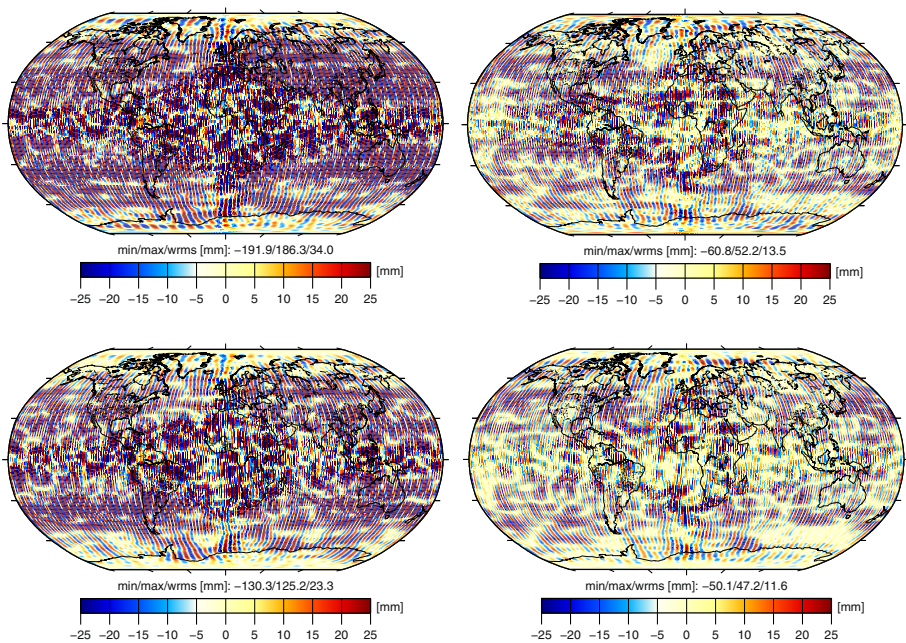 min/max/wrms [mm]: −191.9/186.3/34.0
[mm]
−25 −20 −15 −10 −5 0 5 10 15 20 25
min/max/wrms [mm]: −60.8/52.2/13.5
[mm]
−25 −20 −15 −10 −5 0 5 10 15 20 25
min/max/wrms [mm]: −130.3/125.2/23.3
[mm]
−25 −20 −15 −10 −5 0 5 10 15 20 25
min/max/wrms [mm]: −50.1/47.2/11.6
[mm]
−25 −20 −15 −10 −5 0 5 10 15 20 25